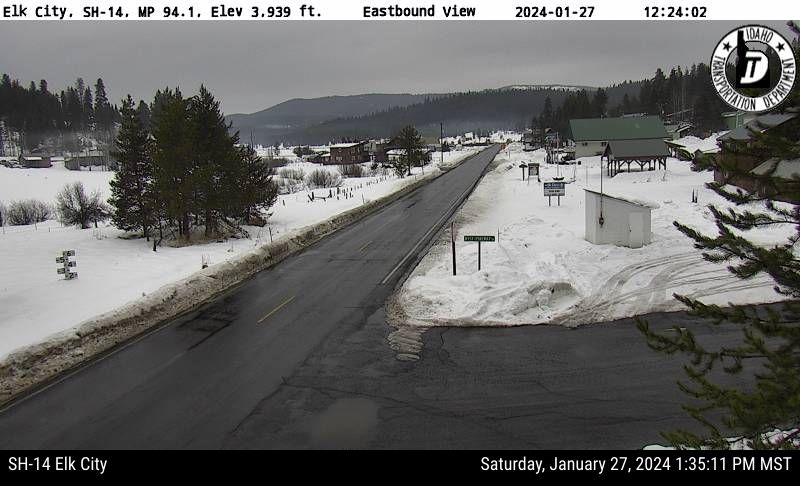 Elk City, SH-14, MP 94.1, Elev 3,939 ft. Eastbound View 2024-01-27 12:24:02
IDAHO
TRANSPORTATION DEPARTMENT
SH-14 Elk City Saturday, January 27, 2024 1:35:11 PM MST